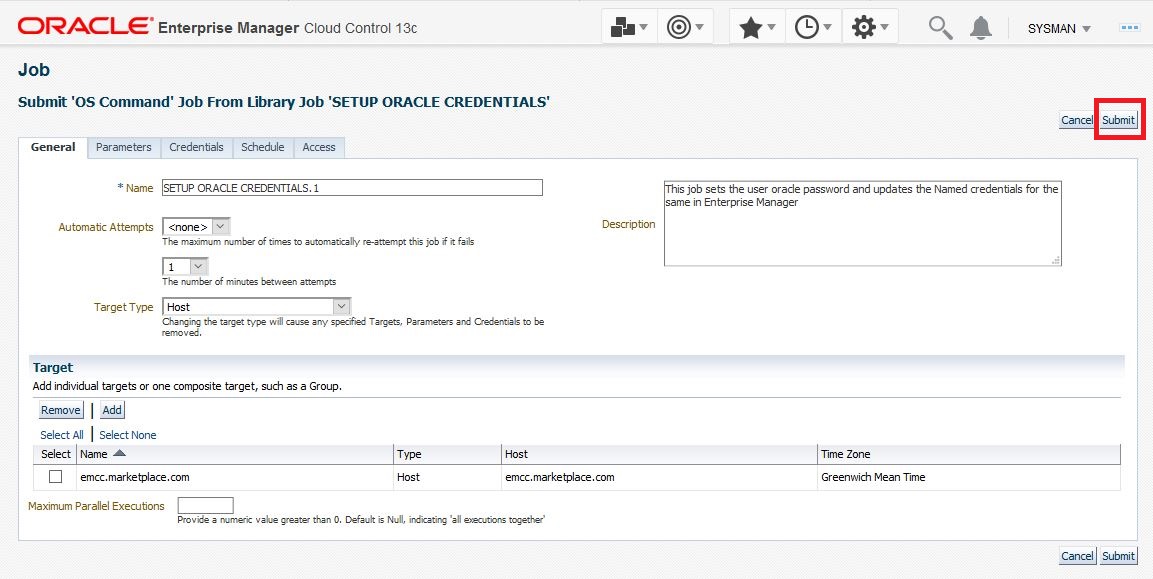 ORACLE® Enterprise Manager Cloud Control 13c
SYSMAN
Job
Submit 'OS Command' Job From Library Job 'SETUP ORACLE CREDENTIALS'
Cancel Submit
General Parameters Credentials Schedule Access
* Name SETUP ORACLE CREDENTIALS.1
Automatic Attempts <none>
The maximum number of times to automatically re-attempt this job if it fails
1
The number of minutes between attempts
Target Type Host
Changing the target type will cause any specified Targets, Parameters and Credentials to be
removed.
Description
This job sets the user oracle password and updates the Named credentials for the
same in Enterprise Manager
Target
Add individual targets or one composite target, such as a Group.
Remove | Add
Select All | Select None
Select Name Type Host Time Zone
emcc.marketplace.com Host emcc.marketplace.com Greenwich Mean Time
Maximum Parallel Executions
Provide a numeric value greater than 0. Default is Null, indicating 'all executions together'
Cancel Submit